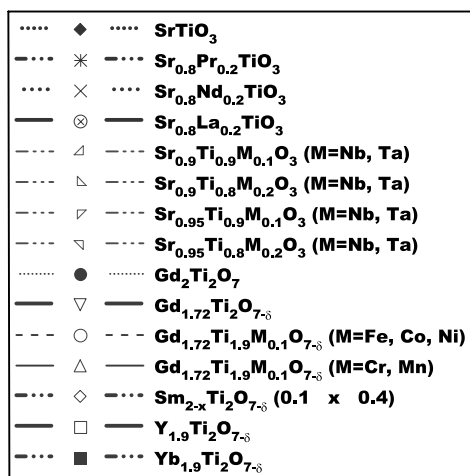 SrTiO₃
Sr₀.₈Pr₀.₂TiO₃
Sr₀.₈Nd₀.₂TiO₃
Sr₀.₈La₀.₂TiO₃
Sr₀.₉Ti₀.₉M₀.₁O₃ (M=Nb, Ta)
Sr₀.₉Ti₀.₈M₀.₂O₃ (M=Nb, Ta)
Sr₀.₉₅Ti₀.₉M₀.₁O₃ (M=Nb, Ta)
Sr₀.₉₅Ti₀.₈M₀.₂O₃ (M=Nb, Ta)
Gd₂Ti₂O₇
Gd₁.₇₂Ti₂O₇₋δ
Gd₁.₇₂Ti₁.₉M₀.₁O₇₋δ (M=Fe, Co, Ni)
Gd₁.₇₂Ti₁.₉M₀.₁O₇₋δ (M=Cr, Mn)
Sm₂₋ₓTi₂O₇₋δ (0.1 x 0.4)
Y₁.₉Ti₂O₇₋δ
Yb₁.₉Ti₂O₇₋δ